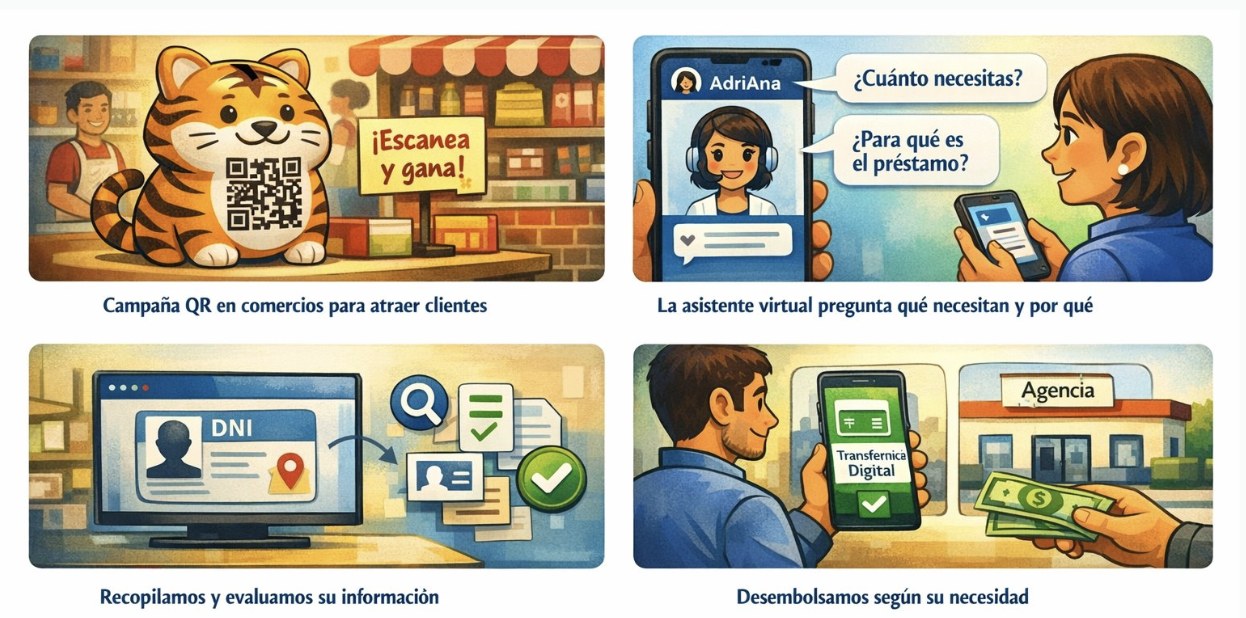 ¡Escanea
y gana!
Campaña QR en comercios para atraer clientes
AdriAna
¿Cuánto necesitas?
¿Para qué es
el préstamo?
La asistente virtual pregunta qué necesitan y por qué
DNI
Recopilamos y evaluamos su información
Transfernicia
Digital
Agencia
$
Desembolsamos según su necesidad